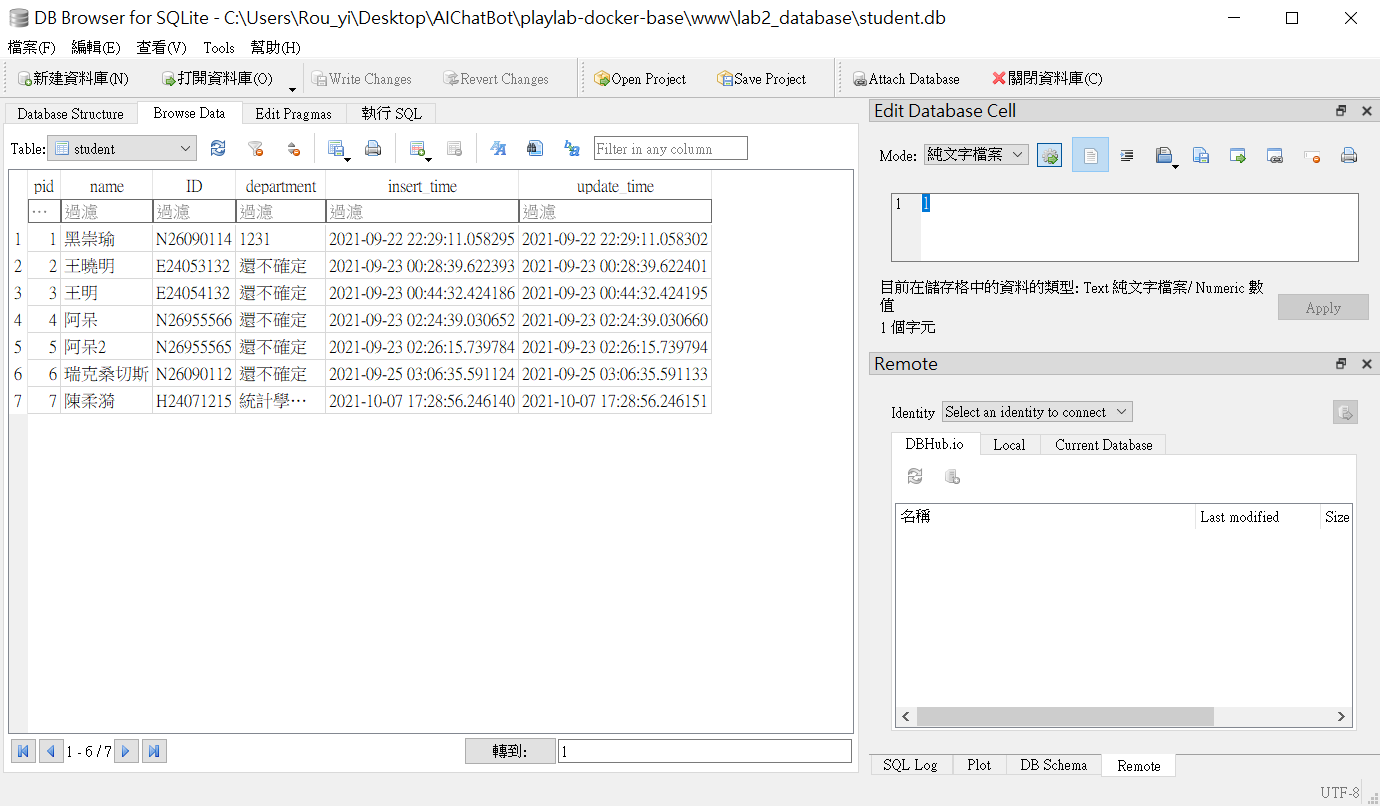 DB Browser for SQLite - C:\Users\Rou_yi\Desktop\AIChatBot\playlab-docker-base\www\lab2_database\student.db
檔案(F) 編輯(E) 查看(V) Tools 幫助(H)
新建資料庫(N) 打開資料庫(O) Write Changes Revert Changes Open Project Save Project Attach Database 關閉資料庫(C)
Database Structure Browse Data Edit Pragmas 執行 SQL
Table: student Filter in any column
pid name ID department insert_time update_time
… 過濾 過濾 過濾 過濾 過濾
1 1 黑崇瑜 N26090114 1231 2021-09-22 22:29:11.058295 2021-09-22 22:29:11.058302
2 2 王曉明 E24053132 還不確定 2021-09-23 00:28:39.622393 2021-09-23 00:28:39.622401
3 3 王明 E24054132 還不確定 2021-09-23 00:44:32.424186 2021-09-23 00:44:32.424195
4 4 阿呆 N26955566 還不確定 2021-09-23 02:24:39.030652 2021-09-23 02:24:39.030660
5 5 阿呆2 N26955565 還不確定 2021-09-23 02:26:15.739784 2021-09-23 02:26:15.739794
6 6 瑞克桑切斯 N26090112 還不確定 2021-09-25 03:06:35.591124 2021-09-25 03:06:35.591133
7 7 陳柔漪 H24071215 統計學… 2021-10-07 17:28:56.246140 2021-10-07 17:28:56.246151
1 - 6 / 7 轉到: 1
Edit Database Cell
Mode: 純文字檔案
1 1
目前在儲存格中的資料的類型: Text 純文字檔案/ Numeric 數
值
1 個字元
Apply
Remote
Identity Select an identity to connect
DBHub.io Local Current Database
名稱 Last modified Size
SQL Log Plot DB Schema Remote
UTF-8